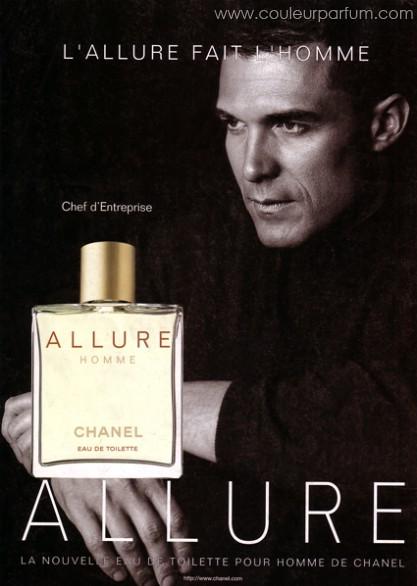 www.couleurparfum.com
L'ALLURE FAIT L'HOMME
Chef d'Entreprise
ALLURE
HOMME
CHANEL
EAU DE TOILETTE
ALLURE
LA NOUVELLE EAU DE TOILETTE POUR HOMME DE CHANEL
http://www.chanel.com